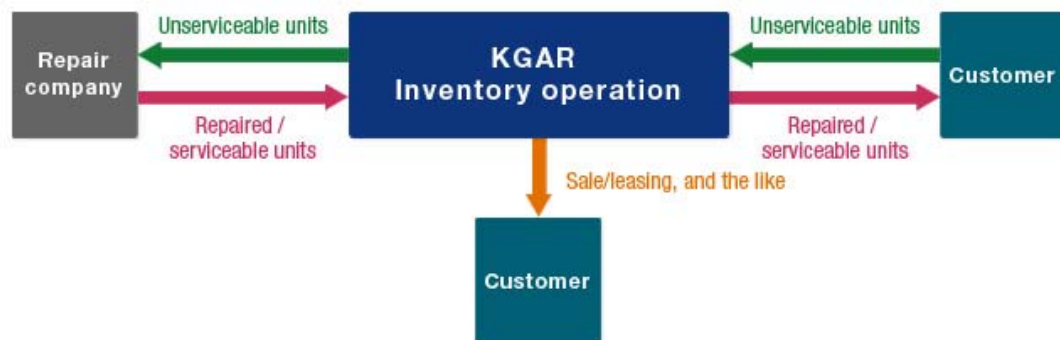 Unserviceable units
Unserviceable units
Repair
company
KGAR
Inventory operation
Customer
Repaired /
serviceable units
Repaired /
serviceable units
Sale/leasing, and the like
Customer